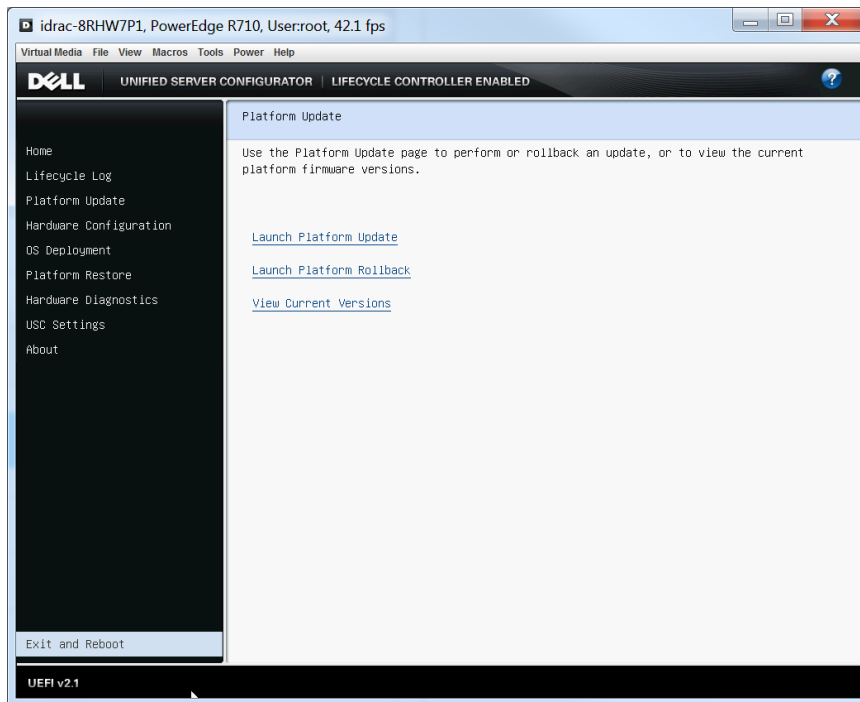 idrac-8RHW7P1, PowerEdge R710, User:root, 42.1 fps
Virtual Media File View Macros Tools Power Help
DELL UNIFIED SERVER CONFIGURATOR | LIFECYCLE CONTROLLER ENABLED ?
Platform Update
Home
Lifecycle Log
Platform Update
Hardware Configuration
OS Deployment
Platform Restore
Hardware Diagnostics
USC Settings
About
Use the Platform Update page to perform or rollback an update, or to view the current
platform firmware versions.
Launch Platform Update
Launch Platform Rollback
View Current Versions
Exit and Reboot
UEFI v2.1